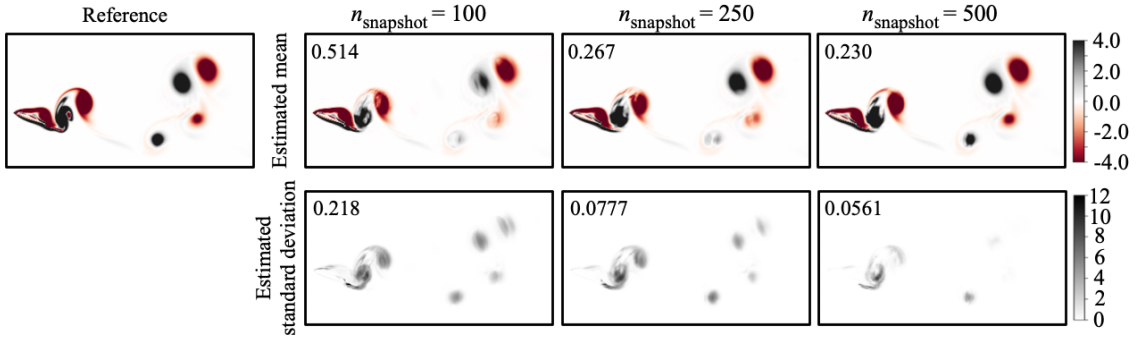 Reference
n_snapshot = 100
n_snapshot = 250
n_snapshot = 500
Estimated mean
0.514
0.267
0.230
4.0
2.0
0.0
-2.0
-4.0
Estimated
standard deviation
0.218
0.0777
0.0561
12
10
8
6
4
2
0